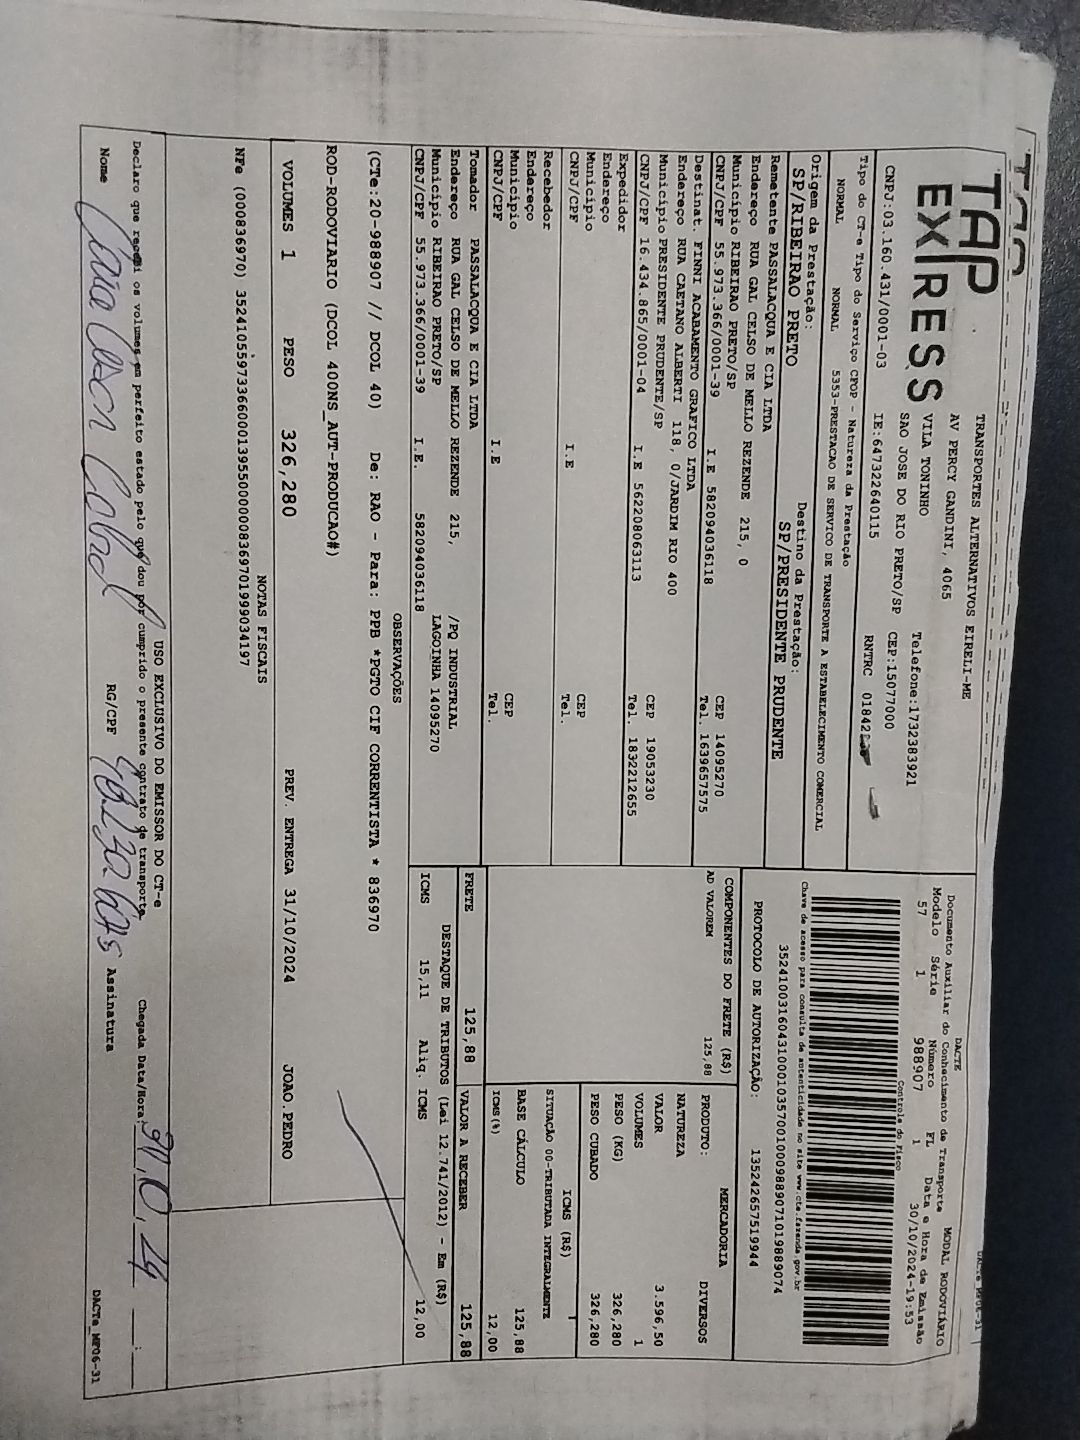 TAP
EXPRESS
TRANSPORTES ALTERNATIVOS EIRELI-ME
AV PERCY GANDINI, 4065
VILA TONINHO Telefone:1732383921
SAO JOSE DO RIO PRETO/SP CEP:15077000
CNPJ:03.160.431/0001-03 IE:647322640115 RNTRC 01842
Tipo do CT-e Tipo do Serviço CFOP - Natureza da Prestação
NORMAL NORMAL 5353-PRESTACAO DE SERVICO DE TRANSPORTE A ESTABELECIMENTO COMERCIAL
Origem da Prestação: Destino da Prestação:
SP/RIBEIRAO PRETO SP/PRESIDENTE PRUDENTE
Remetente PASSALACQUA E CIA LTDA
Endereço RUA GAL CELSO DE MELLO REZENDE 215, 0
Município RIBEIRAO PRETO/SP CEP 14095270
CNPJ/CPF 55.973.366/0001-39 I.E 582094036118 Tel. 1639657575
Destinat. FINNI ACABAMENTO GRAFICO LTDA
Endereço RUA CAETANO ALBERTI 118, 0/JARDIM RIO 400
Município PRESIDENTE PRUDENTE/SP CEP 19053230
CNPJ/CPF 16.434.865/0001-04 I.E 562208063113 Tel. 1832212655
Expedidor
Endereço
Município CEP
CNPJ/CPF I.E Tel.
Recebedor
Endereço
Município CEP
CNPJ/CPF I.E Tel.
Tomador PASSALACQUA E CIA LTDA
Endereço RUA GAL CELSO DE MELLO REZENDE 215, /PQ INDUSTRIAL
Município RIBEIRAO PRETO/SP LAGOINHA 14095270
CNPJ/CPF 55.973.366/0001-39 I.E. 582094036118
DACTE
Documento Auxiliar do Conhecimento de Transporte MODAL RODOVIÁRIO
Modelo Série Número FL Data e Hora de Emissão
57 1 988907 1 30/10/2024-19:53
Controle do Fisco
Chave de acesso para consulta de autenticidade no site www.cte.fazenda.gov.br
35241003160431000103570010009889071019889074
PROTOCOLO DE AUTORIZAÇÃO: 135242657519944
COMPONENTES DO FRETE (R$)
AD VALOREM 125,88
PRODUTO: MERCADORIA
NATUREZA DIVERSOS
VALOR 3.596,50
VOLUMES 1
PESO (KG) 326,280
PESO CUBADO 326,280
ICMS (R$)
SITUAÇÃO 00-TRIBUTADA INTEGRALMENTE
BASE CÁLCULO 125,88
ICMS(%) 12,00
FRETE 125,88 VALOR A RECEBER 125,88
DESTAQUE DE TRIBUTOS (Lei 12.741/2012) - Em (R$)
ICMS 15,11 Aliq. ICMS 12,00
OBSERVAÇÕES
(CTe:20-988907 // DCOL 40) De: RAO - Para: PPB *PGTO CIF CORRENTISTA * 836970
ROD-RODOVIARIO (DCOL 400NS_AUT-PRODUCAO#)
VOLUMES 1 PESO 326,280 PREV. ENTREGA 31/10/2024 JOAO.PEDRO
NOTAS FISCAIS
NFe (000836970) 35241055973366000139550000008369701999034197
USO EXCLUSIVO DO EMISSOR DO CT-e
Declaro que recebi os volumes em perfeito estado pelo que dou por cumprido o presente contrato de transporte. Chegada Data/Hora:
Nome RG/CPF Assinatura
DACTe_MF06-31